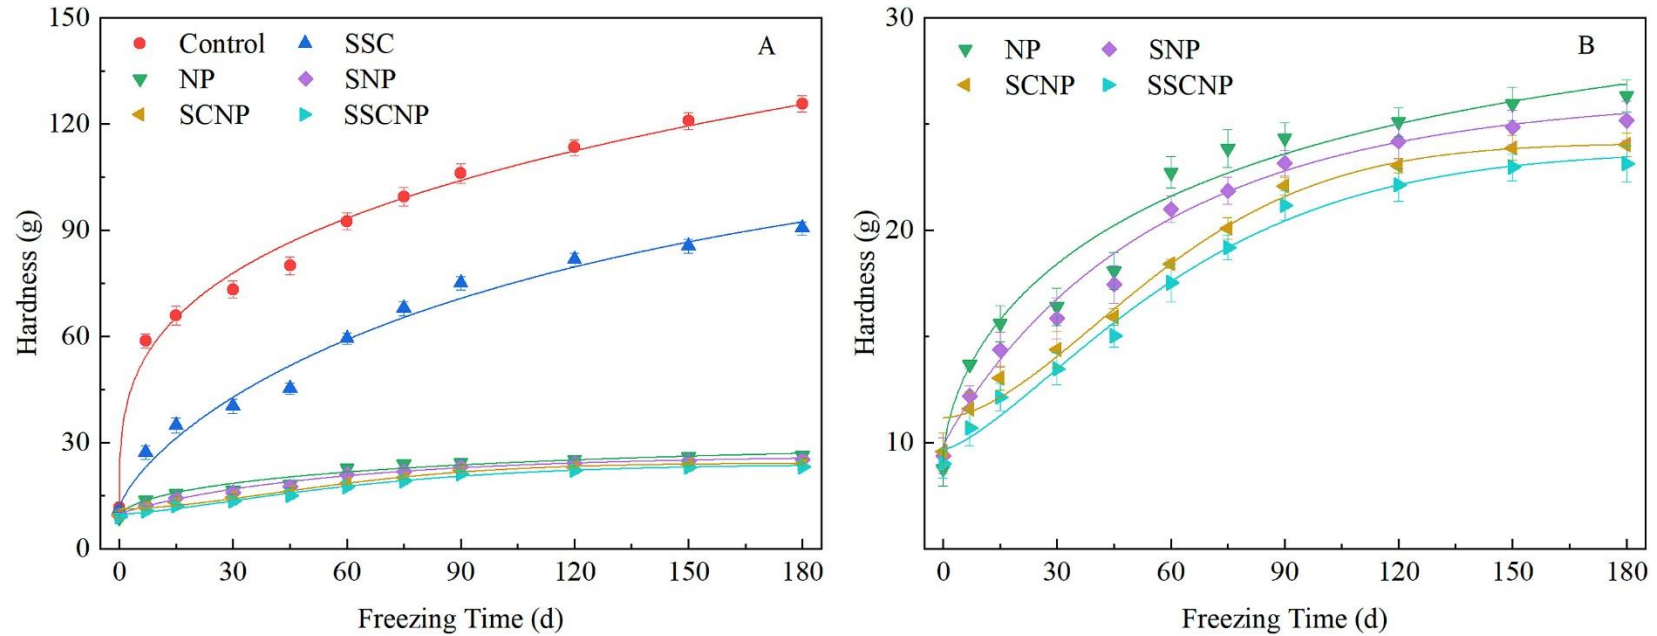 150
120
90
60
30
0
Hardness (g)
Control
SSC
NP
SNP
SCNP
SSCNP
A
0 30 60 90 120 150 180
Freezing Time (d)
30
20
10
Hardness (g)
NP
SNP
SCNP
SSCNP
B
0 30 60 90 120 150 180
Freezing Time (d)